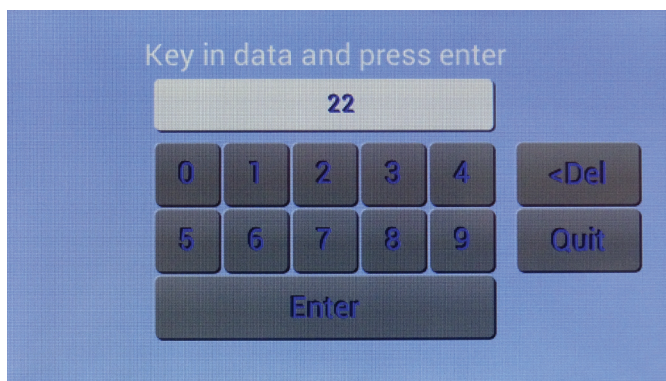 Key in data and press enter
22
0 1 2 3 4 <Del
5 6 7 8 9 Quit
Enter